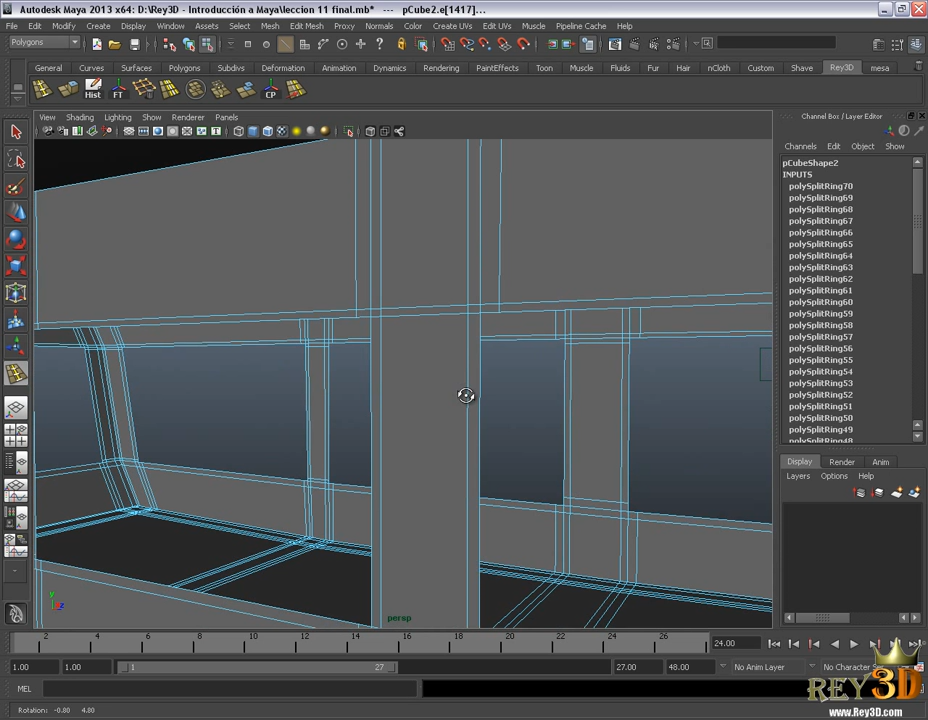 Autodesk Maya 2013 x64: D:\Rey3D - Introducción a Maya\leccion 11 final.mb* --- pCube2.e[1417]...
File Edit Modify Create Display Window Assets Select Mesh Edit Mesh Proxy Normals Color Create UVs Edit UVs Muscle Pipeline Cache Help
Polygons
General Curves Surfaces Polygons Subdivs Deformation Animation Dynamics Rendering PaintEffects Toon Muscle Fluids Fur Hair nCloth Custom Shave Rey3D mesa
Hist FT CP
View Shading Lighting Show Renderer Panels
Channel Box / Layer Editor
Channels Edit Object Show
pCubeShape2
INPUTS
polySplitRing70
polySplitRing69
polySplitRing68
polySplitRing67
polySplitRing66
polySplitRing65
polySplitRing64
polySplitRing63
polySplitRing62
polySplitRing61
polySplitRing60
polySplitRing59
polySplitRing58
polySplitRing57
polySplitRing56
polySplitRing55
polySplitRing54
polySplitRing53
polySplitRing52
polySplitRing51
polySplitRing50
polySplitRing49
polySplitRing48
Display Render Anim
Layers Options Help
y
z
persp
2 4 6 8 10 12 14 16 18 20 22 24 26
24.00
1.00 1.00 1 27 27.00 48.00 No Anim Layer No Character Se
MEL
Rotation: -0.80 4.80
REY3D
www.Rey3D.com